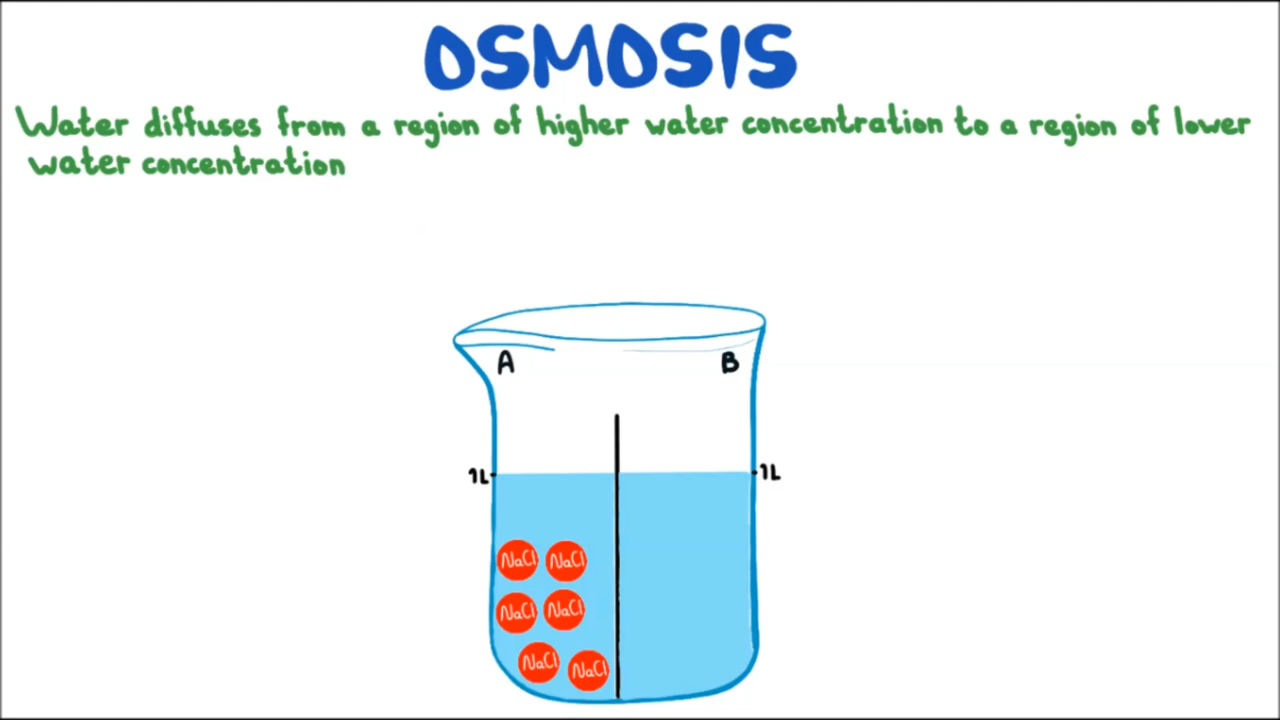 OSMOSIS
Water diffuses from a region of higher water concentration to a region of lower
water concentration
A B
1L 1L
NaCl NaCl
NaCl NaCl
NaCl NaCl